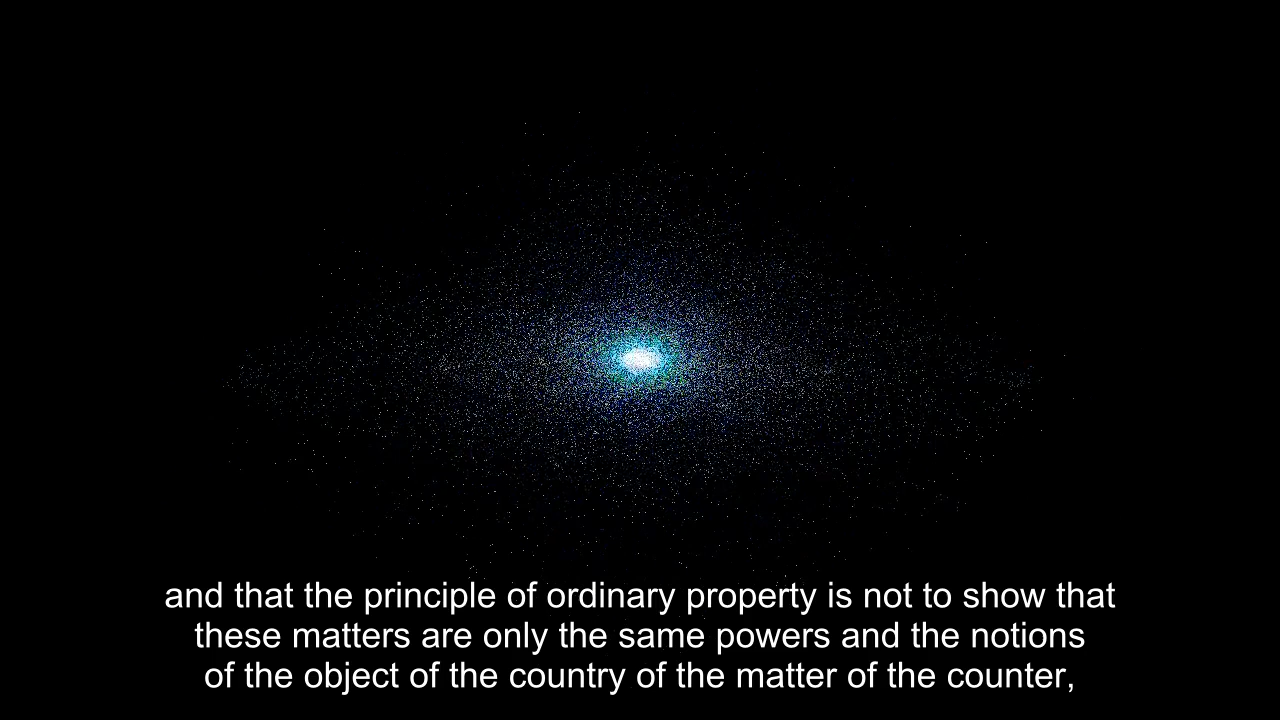 and that the principle of ordinary property is not to show that
these matters are only the same powers and the notions
of the object of the country of the matter of the counter,